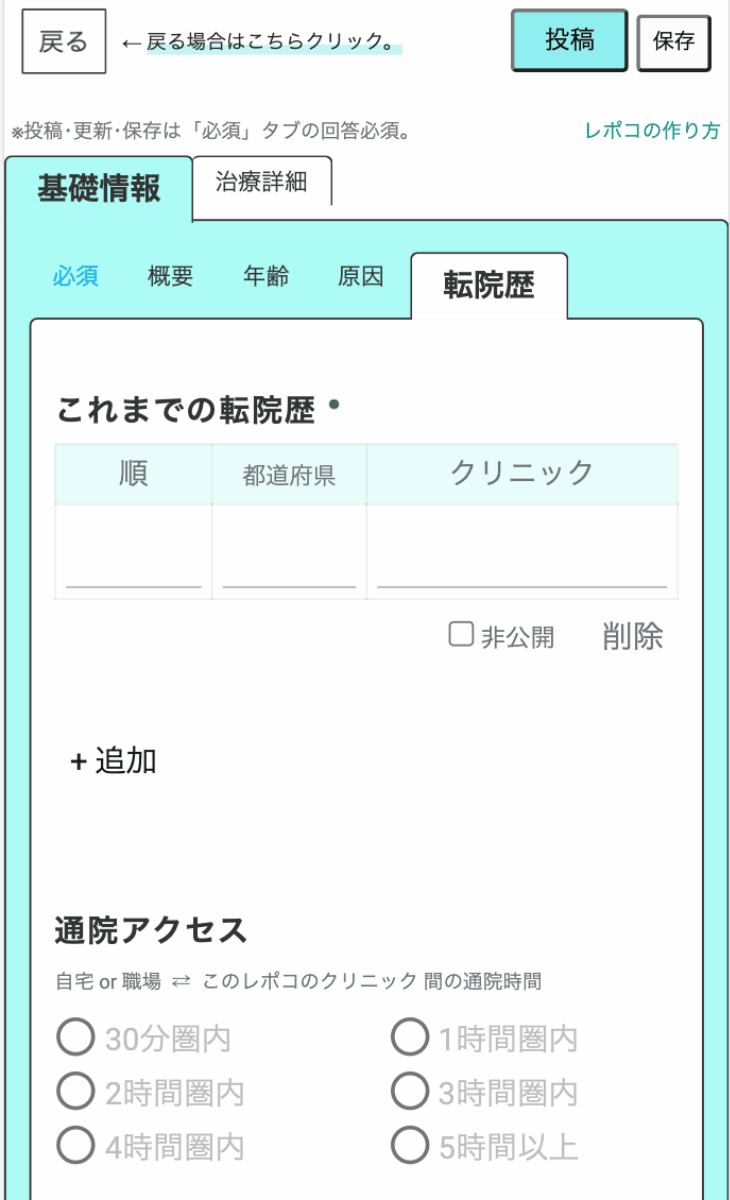 戻る ←戻る場合はこちらクリック。 投稿 保存
※投稿・更新・保存は「必須」タブの回答必須。 レポコの作り方
基礎情報 治療詳細
必須 概要 年齢 原因 転院歴
これまでの転院歴
順 都道府県 クリニック
非公開 削除
+ 追加
通院アクセス
自宅 or 職場 ⇄ このレポコのクリニック 間の通院時間
30分圏内 1時間圏内
2時間圏内 3時間圏内
4時間圏内 5時間以上